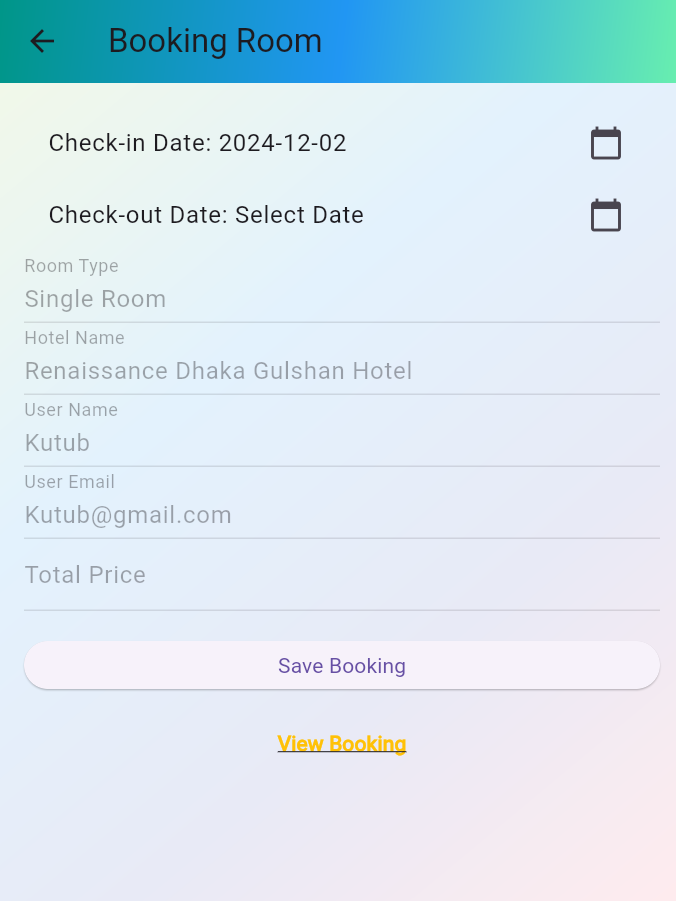 Booking Room
Check-in Date: 2024-12-02
Check-out Date: Select Date
Room Type
Single Room
Hotel Name
Renaissance Dhaka Gulshan Hotel
User Name
Kutub
User Email
Kutub@gmail.com
Total Price
Save Booking
View Booking